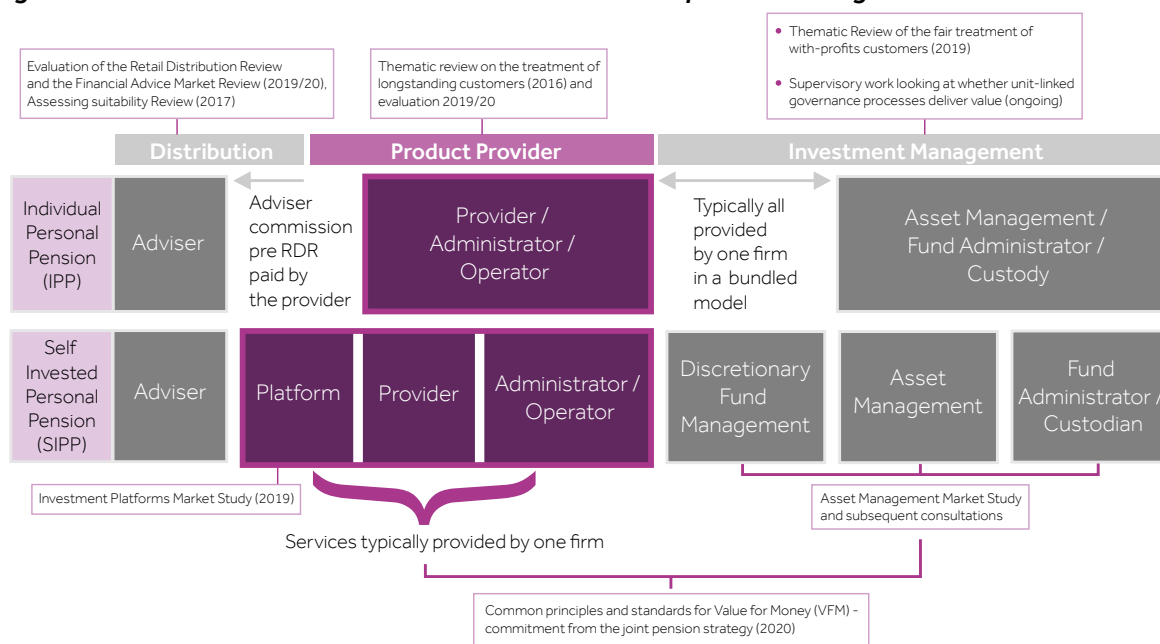 Evaluation of the Retail Distribution Review
and the Financial Advice Market Review (2019/20),
Assessing suitability Review (2017)
Thematic review on the treatment of
longstanding customers (2016) and
evaluation 2019/20
• Thematic Review of the fair treatment of
with-profits customers (2019)
• Supervisory work looking at whether unit-linked
governance processes deliver value (ongoing)
Distribution
Product Provider
Investment Management
Individual
Personal
Pension
(IPP)
Adviser
Adviser
commission
pre RDR
paid by
the provider
Provider /
Administrator /
Operator
Typically all
provided
by one firm
in a bundled
model
Asset Management /
Fund Administrator /
Custody
Self
Invested
Personal
Pension
(SIPP)
Adviser
Platform
Provider
Administrator /
Operator
Discretionary
Fund
Management
Asset
Management
Fund
Administrator /
Custodian
Investment Platforms Market Study (2019)
Services typically provided by one firm
Asset Management Market Study
and subsequent consultations
Common principles and standards for Value for Money (VFM) -
commitment from the joint pension strategy (2020)